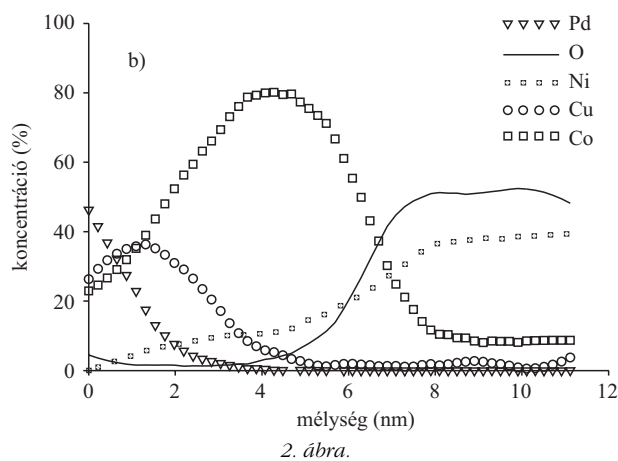 100
80
60
40
20
0
koncentráció (%)
b)
Pd
O
Ni
Cu
Co
0 2 4 6 8 10 12
mélység (nm)
2. ábra.